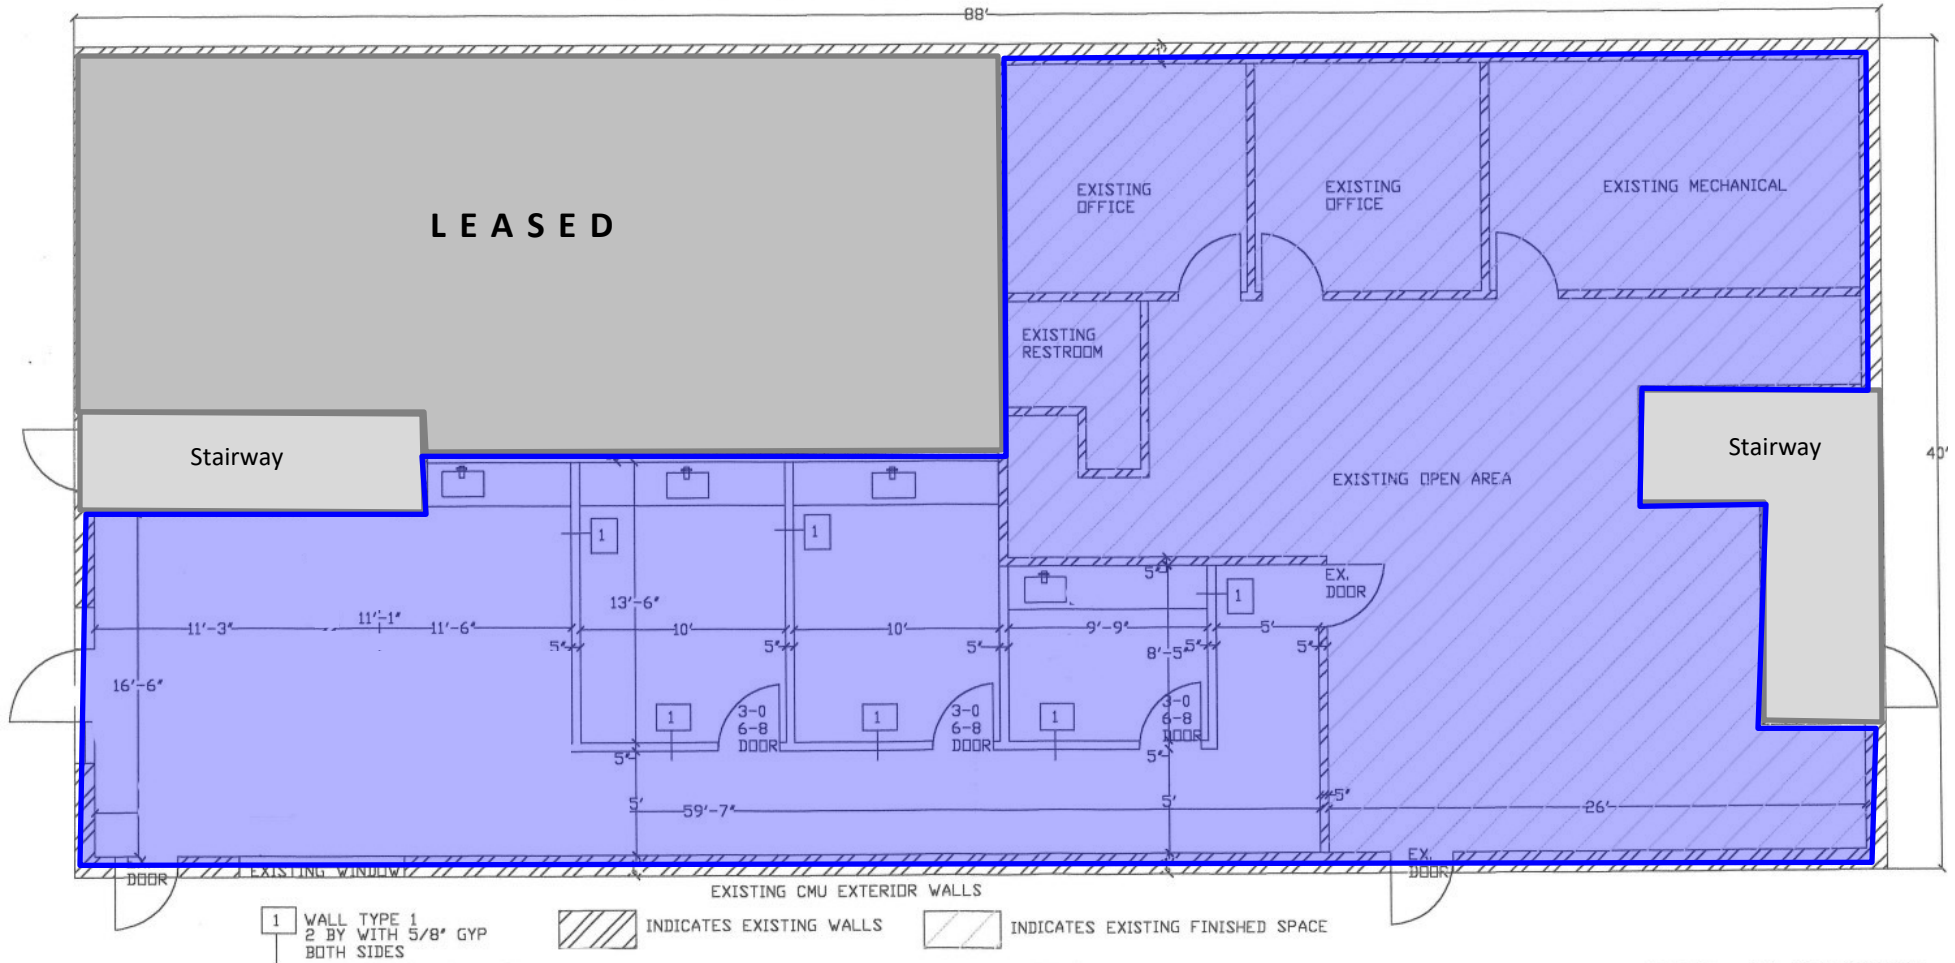 88'
EXISTING
OFFICE
EXISTING
OFFICE
EXISTING MECHANICAL
LEASED
EXISTING
RESTROOM
Stairway
Stairway
40'
EXISTING OPEN AREA
1
1
5"
EX.
DOOR
1
13'-6"
11'-3"
11'-1"
11'-6"
10'
10'
9'-9"
5'
5"
5"
5"
8'-5"
5"
5"
16'-6"
1
3-0
6-8
DOOR
1
3-0
6-8
DOOR
1
3-0
6-8
DOOR
5"
5"
5'
59'-7"
5'
5"
26'
DOOR
EXISTING WINDOW
EX.
DOOR
EXISTING CMU EXTERIOR WALLS
1
WALL TYPE 1
2 BY WITH 5/8" GYP
BOTH SIDES
INDICATES EXISTING WALLS
INDICATES EXISTING FINISHED SPACE